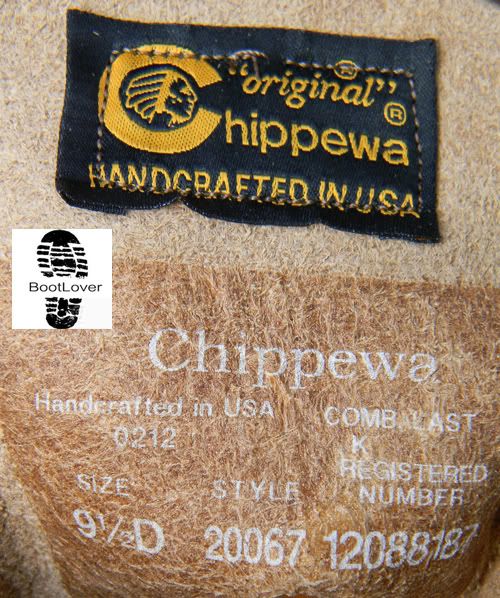 "original" ®
Chippewa ®
HANDCRAFTED IN USA
BootLover
Chippewa
Handcrafted in USA
0212
COMB. LAST
K
SIZE
STYLE
REGISTERED
NUMBER
9½D
20067
12088187